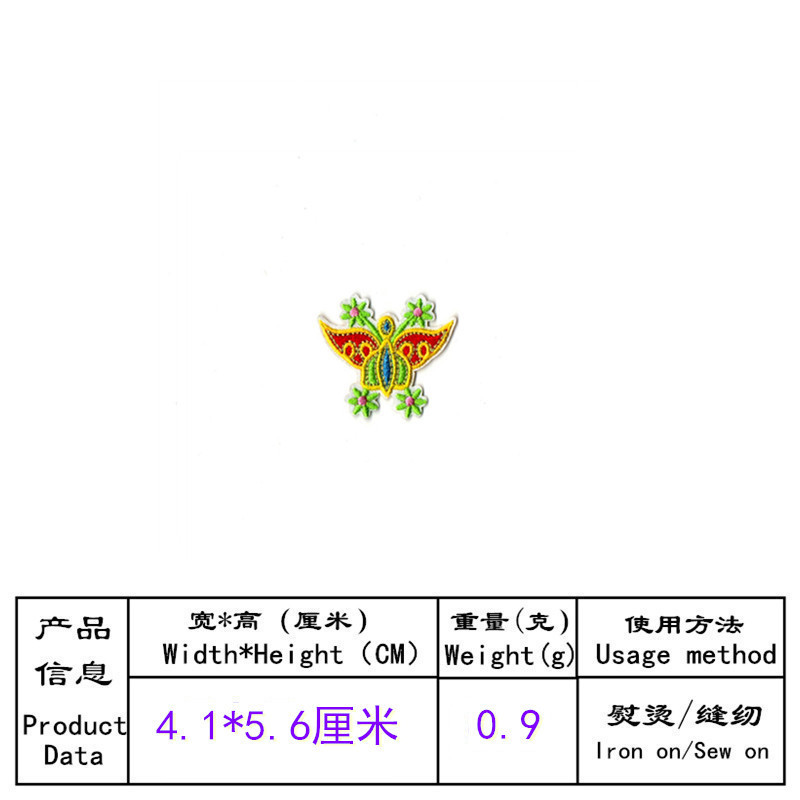 产品
信息
Product
Data
宽*高 (厘米)
Width*Height (CM)
重量(克)
Weight(g)
使用方法
Usage method
4.1*5.6厘米
0.9
熨烫/缝纫
Iron on/Sew on